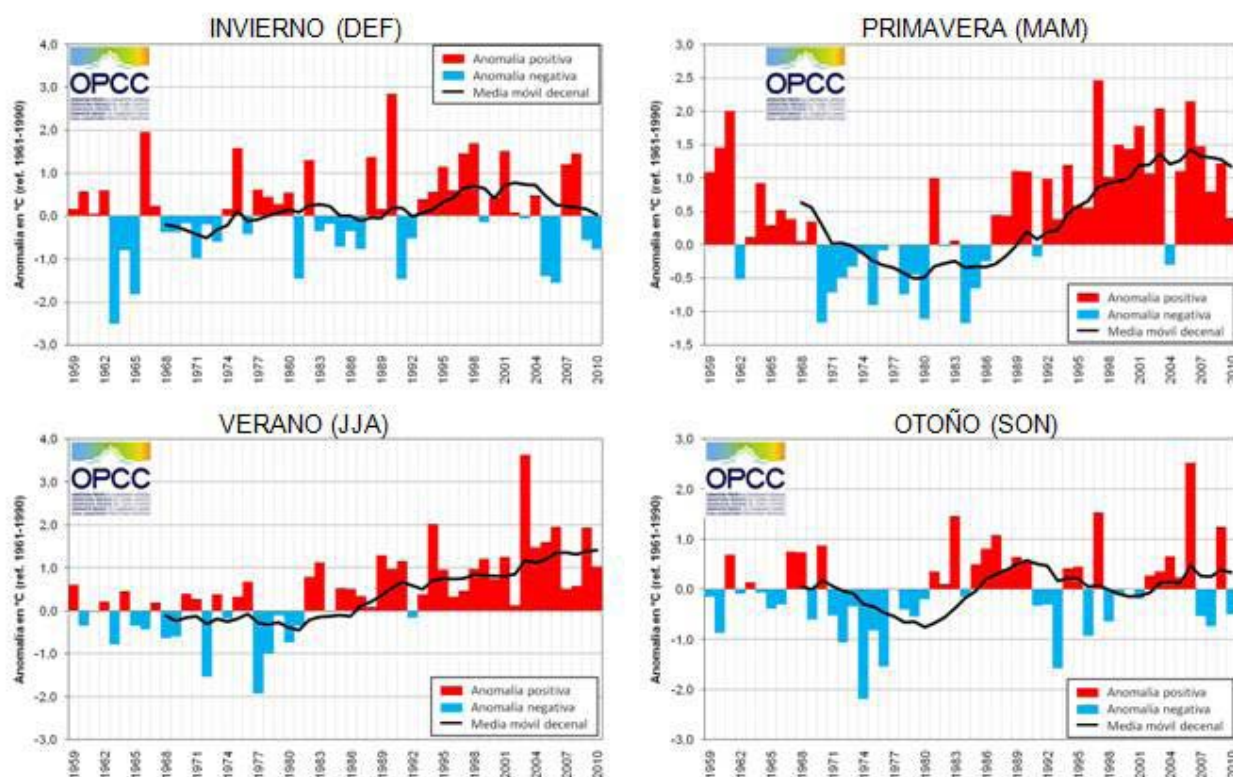 INVIERNO (DEF)
Anomalia en °C (ref. 1961-1990)
4,0
3,0
2,0
1,0
0,0
-1,0
-2,0
-3,0
OPCC
Anomalia positiva
Anomalia negativa
Media móvil decenal
1959 1962 1965 1968 1971 1974 1977 1980 1983 1986 1989 1992 1995 1998 2001 2004 2007 2010
PRIMAVERA (MAM)
Anomalia en °C (ref. 1961-1990)
3,0
2,5
2,0
1,5
1,0
0,5
0,0
-0,5
-1,0
-1,5
OPCC
Anomalia positiva
Anomalia negativa
Media móvil decenal
1959 1962 1965 1968 1971 1974 1977 1980 1983 1986 1989 1992 1995 1998 2001 2004 2007 2010
VERANO (JJA)
Anomalia en °C (ref. 1961-1990)
4,0
3,0
2,0
1,0
0,0
-1,0
-2,0
-3,0
OPCC
Anomalia positiva
Anomalia negativa
Media móvil decenal
1959 1962 1965 1968 1971 1974 1977 1980 1983 1986 1989 1992 1995 1998 2001 2004 2007 2010
OTOÑO (SON)
Anomalia en °C (ref. 1961-1990)
3,0
2,0
1,0
0,0
-1,0
-2,0
-3,0
OPCC
Anomalia positiva
Anomalia negativa
Media móvil decenal
1959 1962 1965 1968 1971 1974 1977 1980 1983 1986 1989 1992 1995 1998 2001 2004 2007 2010